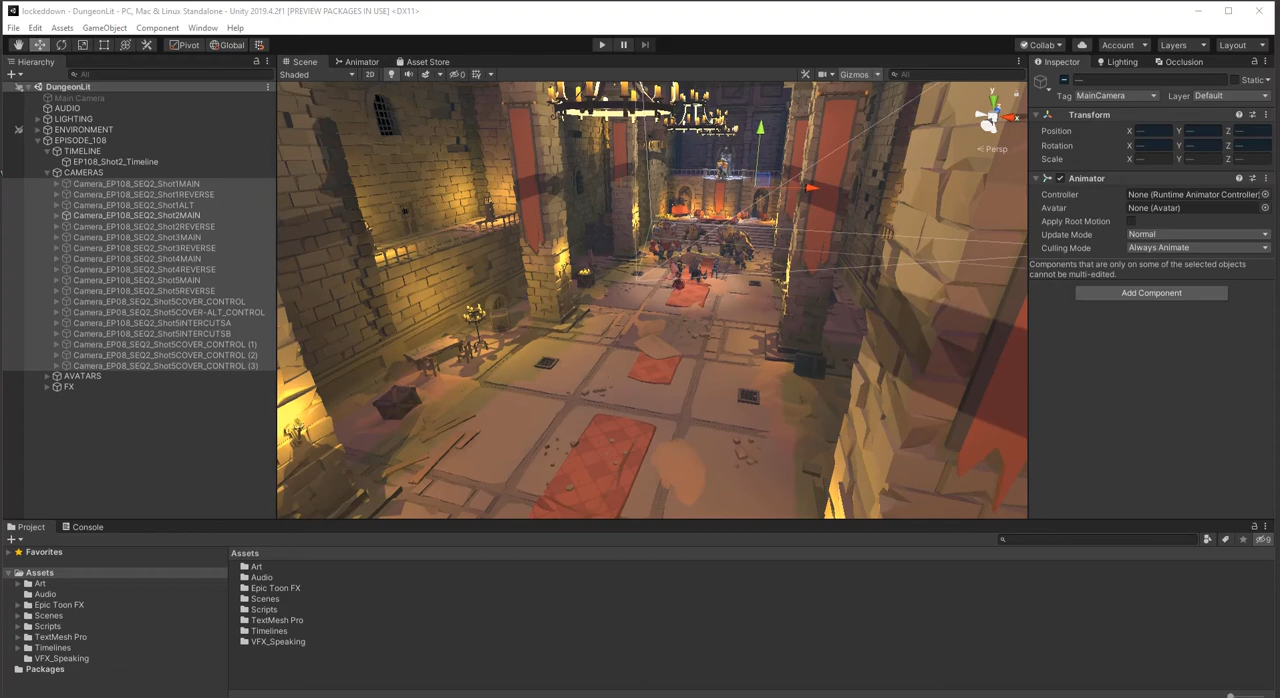 lockeddown - DungeonLit - PC, Mac & Linux Standalone - Unity 2019.4.2f1 [PREVIEW PACKAGES IN USE] <DX11>
File Edit Assets GameObject Component Window Help
Pivot Global Collab Account Layers Layout
Hierarchy
All
DungeonLit
Main Camera
AUDIO
LIGHTING
ENVIRONMENT
EPISODE_108
TIMELINE
EP108_Shot2_Timeline
CAMERAS
Camera_EP108_SEQ2_Shot1MAIN
Camera_EP108_SEQ2_Shot1REVERSE
Camera_EP108_SEQ2_Shot1ALT
Camera_EP108_SEQ2_Shot2MAIN
Camera_EP108_SEQ2_Shot2REVERSE
Camera_EP108_SEQ2_Shot3MAIN
Camera_EP108_SEQ2_Shot3REVERSE
Camera_EP108_SEQ2_Shot4MAIN
Camera_EP108_SEQ2_Shot4REVERSE
Camera_EP108_SEQ2_Shot5MAIN
Camera_EP108_SEQ2_Shot5REVERSE
Camera_EP08_SEQ2_Shot5COVER_CONTROL
Camera_EP08_SEQ2_Shot5COVER-ALT_CONTROL
Camera_EP108_SEQ2_Shot5INTERCUTSA
Camera_EP108_SEQ2_Shot5INTERCUTSB
Camera_EP08_SEQ2_Shot5COVER_CONTROL (1)
Camera_EP08_SEQ2_Shot5COVER_CONTROL (2)
Camera_EP08_SEQ2_Shot5COVER_CONTROL (3)
AVATARS
FX
Scene Animator Asset Store
Shaded 2D 0 Gizmos All
y
x
Persp
Inspector Lighting Occlusion
— Static
Tag MainCamera Layer Default
Transform
Position X — Y — Z —
Rotation X — Y — Z —
Scale X — Y — Z —
Animator
Controller None (Runtime Animator Controller)
Avatar None (Avatar)
Apply Root Motion
Update Mode Normal
Culling Mode Always Animate
Components that are only on some of the selected objects
cannot be multi-edited.
Add Component
Project Console
9
Favorites
Assets
Art
Audio
Epic Toon FX
Scenes
Scripts
TextMesh Pro
Timelines
VFX_Speaking
Packages
Assets
Art
Audio
Epic Toon FX
Scenes
Scripts
TextMesh Pro
Timelines
VFX_Speaking